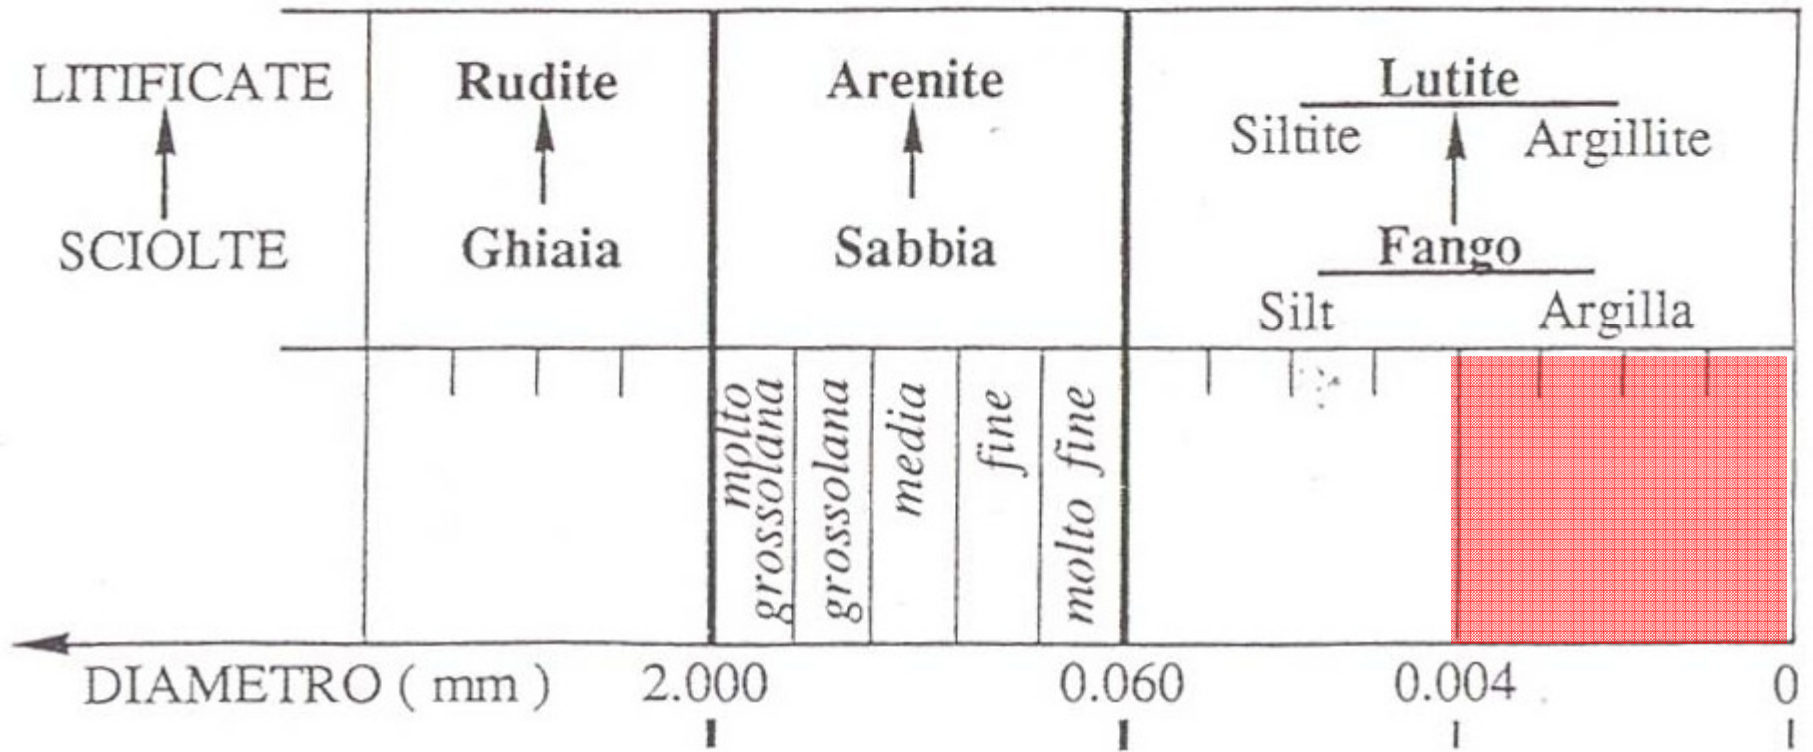 LITIFICATE
Rudite
Arenite
Lutite
Siltite Argillite
SCIOLTE
Ghiaia
Sabbia
Fango
Silt Argilla
molto
grossolana
grossolana
media
fine
molto fine
DIAMETRO ( mm ) 2.000 0.060 0.004 0